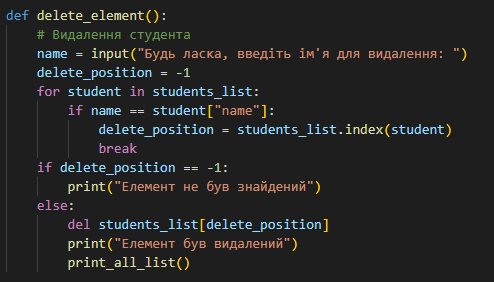 def delete_element():
    # Видалення студента
    name = input("Будь ласка, введіть ім'я для видалення: ")
    delete_position = -1
    for student in students_list:
        if name == student["name"]:
            delete_position = students_list.index(student)
            break
    if delete_position == -1:
        print("Елемент не був знайдений")
    else:
        del students_list[delete_position]
        print("Елемент був видалений")
        print_all_list()